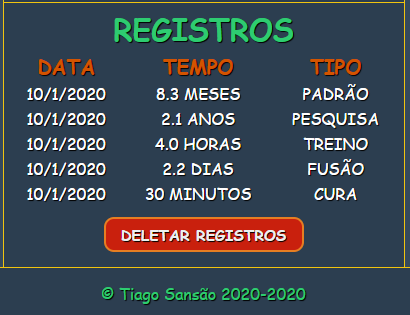 REGISTROS
DATA TEMPO TIPO
10/1/2020 8.3 MESES PADRÃO
10/1/2020 2.1 ANOS PESQUISA
10/1/2020 4.0 HORAS TREINO
10/1/2020 2.2 DIAS FUSÃO
10/1/2020 30 MINUTOS CURA
DELETAR REGISTROS
© Tiago Sansão 2020-2020